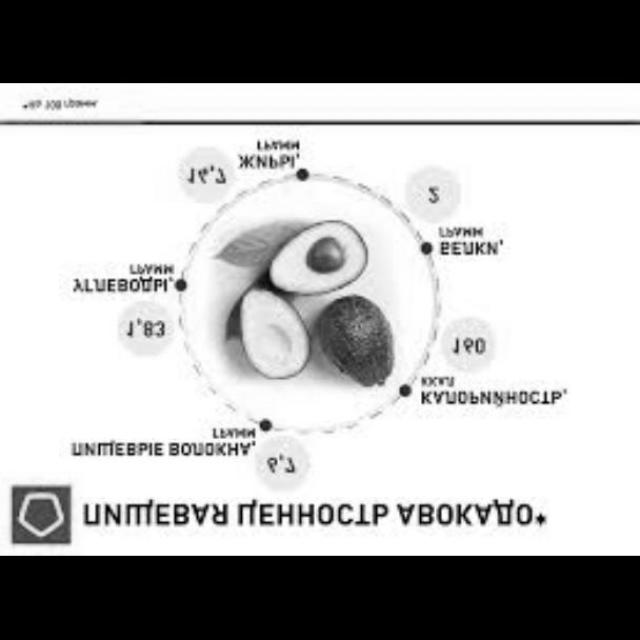 ПИЩЕВАЯ ЦЕННОСТЬ АВОКАДО*
6,7
ПИЩЕВЫЕ ВОЛОКНА,
ГРАММ
КАЛОРИЙНОСТЬ,
ККАЛ
160
1,83
УГЛЕВОДЫ,
ГРАММ
БЕЛКИ,
ГРАММ
2
14,7
ЖИРЫ,
ГРАММ
*на 100 грамм